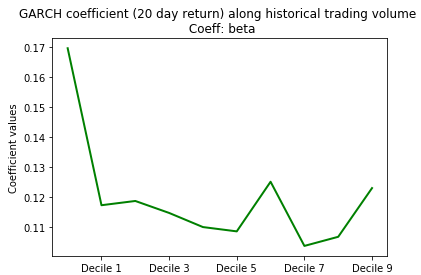 GARCH coefficient (20 day return) along historical trading volume
Coeff: beta
Coefficient values
0.17
0.16
0.15
0.14
0.13
0.12
0.11
Decile 1 Decile 3 Decile 5 Decile 7 Decile 9